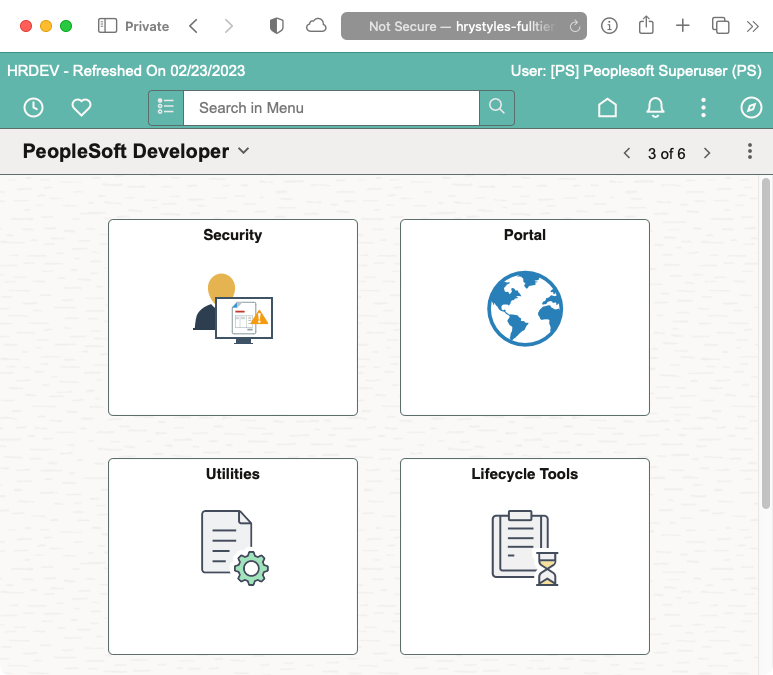 Private
Not Secure — hrystyles-fulltier
HRDEV - Refreshed On 02/23/2023
User: [PS] Peoplesoft Superuser (PS)
Search in Menu
PeopleSoft Developer
3 of 6
Security
Portal
Utilities
Lifecycle Tools